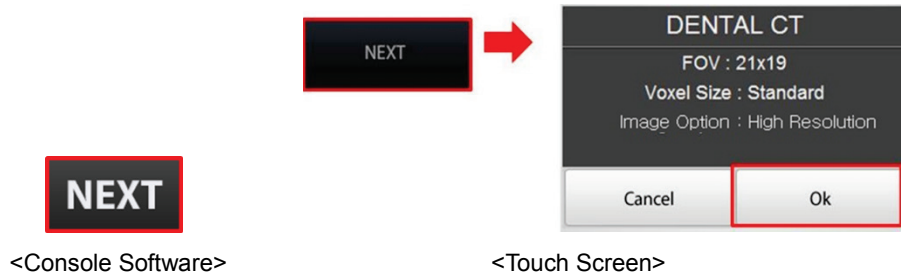 NEXT
DENTAL CT
FOV : 21x19
Voxel Size : Standard
Image Option : High Resolution
Cancel
Ok
NEXT
<Console Software>
<Touch Screen>